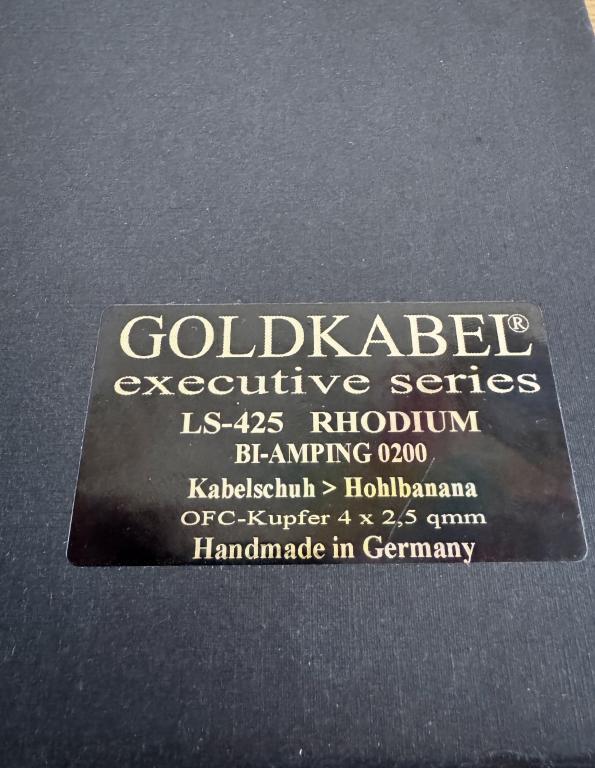 GOLDKABEL®
executive series
LS-425 RHODIUM
BI-AMPING 0200
Kabelschuh > Hohlbanana
OFC-Kupfer 4 x 2,5 qmm
Handmade in Germany